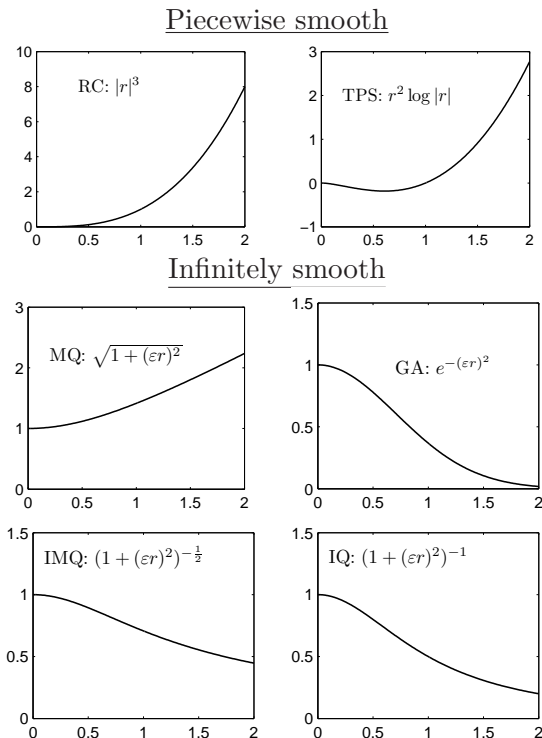 Piecewise smooth
RC: |r|³
10
8
6
4
2
0
0 0.5 1 1.5 2
TPS: r² log |r|
3
2
1
0
−1
0 0.5 1 1.5 2
Infinitely smooth
MQ: √(1 + (εr)²)
3
2
1
0
0 0.5 1 1.5 2
GA: e^{−(εr)²}
1.5
1
0.5
0
0 0.5 1 1.5 2
IMQ: (1 + (εr)²)^{−1/2}
1.5
1
0.5
0
0 0.5 1 1.5 2
IQ: (1 + (εr)²)^{−1}
1.5
1
0.5
0
0 0.5 1 1.5 2